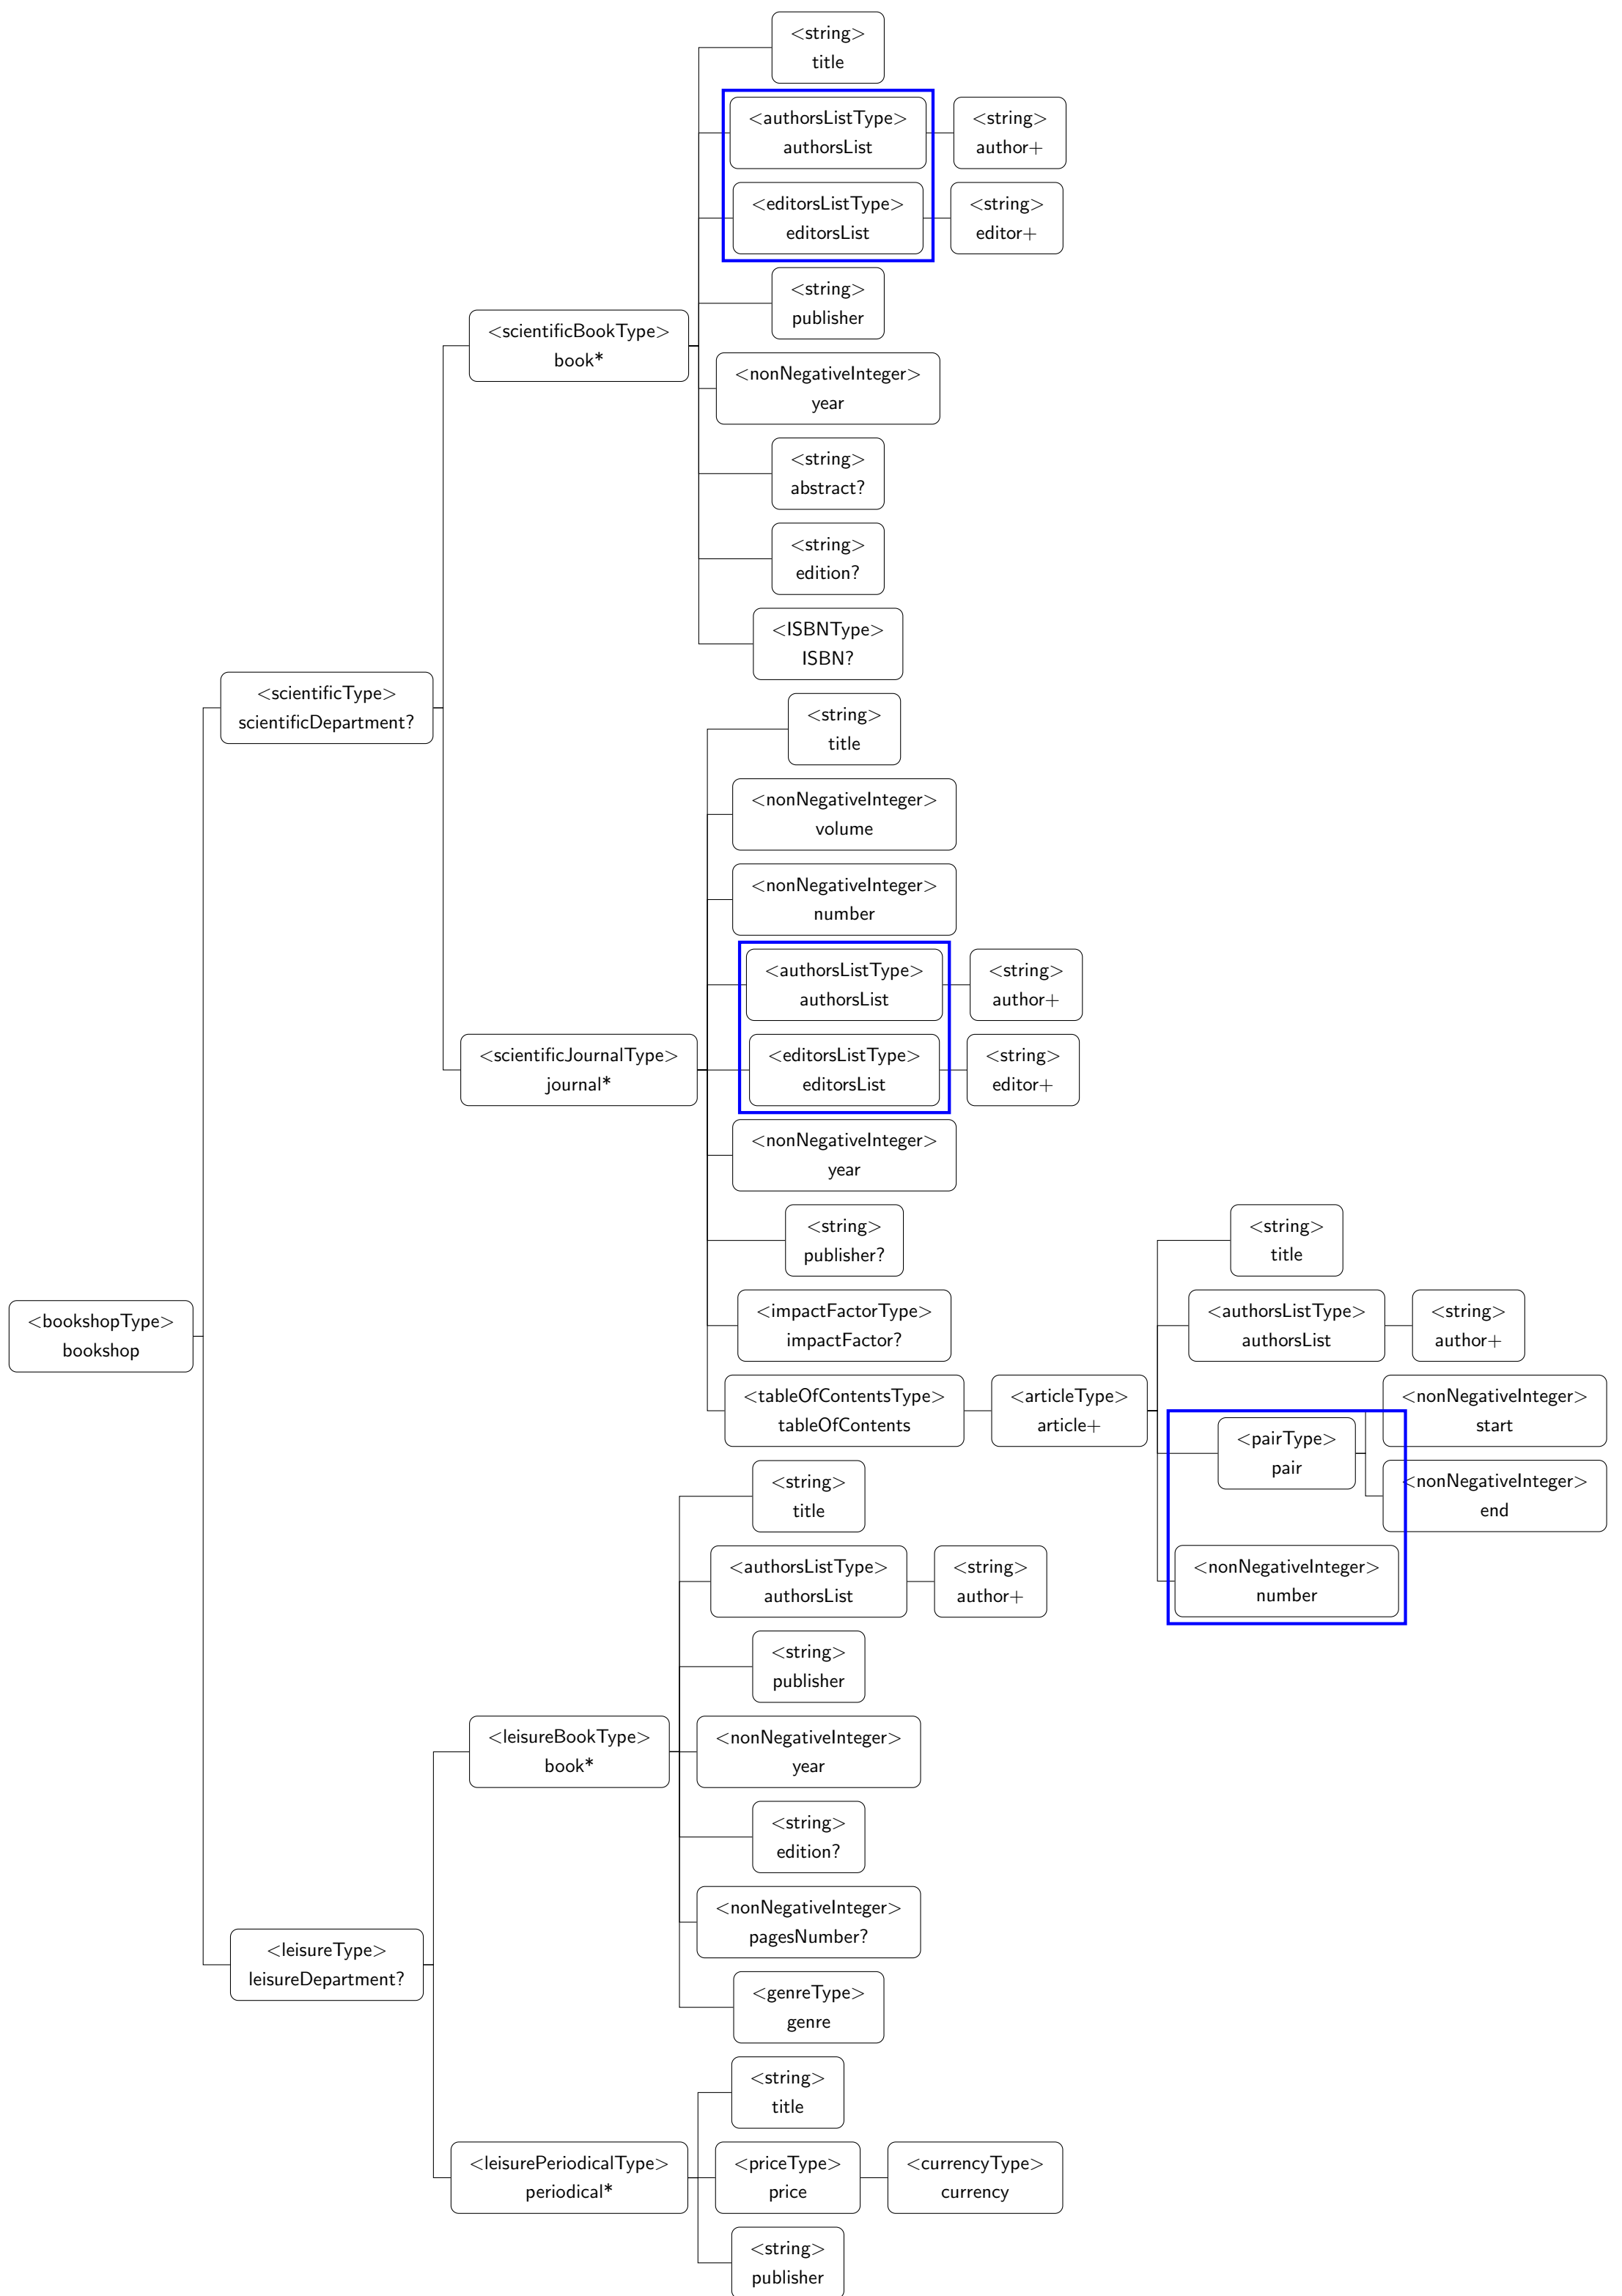 <string>
title
<authorsListType>
authorsList
<string>
author+
<editorsListType>
editorsList
<string>
editor+
<string>
publisher
<scientificBookType>
book*
<nonNegativeInteger>
year
<string>
abstract?
<string>
edition?
<ISBNType>
ISBN?
<scientificType>
scientificDepartment?
<string>
title
<nonNegativeInteger>
volume
<nonNegativeInteger>
number
<authorsListType>
authorsList
<string>
author+
<scientificJournalType>
journal*
<editorsListType>
editorsList
<string>
editor+
<nonNegativeInteger>
year
<string>
publisher?
<string>
title
<bookshopType>
bookshop
<impactFactorType>
impactFactor?
<authorsListType>
authorsList
<string>
author+
<tableOfContentsType>
tableOfContents
<articleType>
article+
<nonNegativeInteger>
start
<pairType>
pair
<nonNegativeInteger>
end
<string>
title
<authorsListType>
authorsList
<string>
author+
<nonNegativeInteger>
number
<string>
publisher
<leisureBookType>
book*
<nonNegativeInteger>
year
<string>
edition?
<nonNegativeInteger>
pagesNumber?
<leisureType>
leisureDepartment?
<genreType>
genre
<string>
title
<leisurePeriodicalType>
periodical*
<priceType>
price
<currencyType>
currency
<string>
publisher